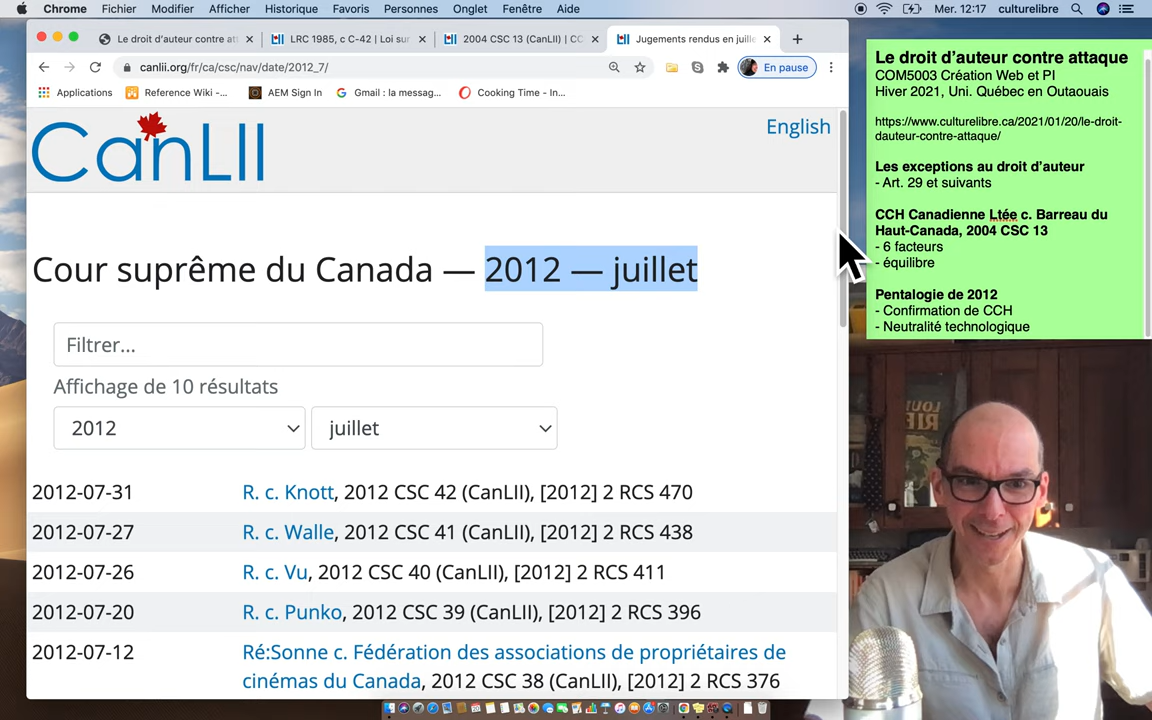 Chrome Fichier Modifier Afficher Historique Favoris Personnes Onglet Fenêtre Aide
Mer. 12:17 culturelibre
Le droit d'auteur contre att
LRC 1985, c C-42 | Loi sur
2004 CSC 13 (CanLII) | CC
Jugements rendus en juille
canlii.org/fr/ca/csc/nav/date/2012_7/
En pause
Applications
Reference Wiki -...
AEM Sign In
Gmail : la messag...
Cooking Time - In...
CanLII
English
Cour suprême du Canada — 2012 — juillet
Filtrer...
Affichage de 10 résultats
2012
juillet
2012-07-31 R. c. Knott, 2012 CSC 42 (CanLII), [2012] 2 RCS 470
2012-07-27 R. c. Walle, 2012 CSC 41 (CanLII), [2012] 2 RCS 438
2012-07-26 R. c. Vu, 2012 CSC 40 (CanLII), [2012] 2 RCS 411
2012-07-20 R. c. Punko, 2012 CSC 39 (CanLII), [2012] 2 RCS 396
2012-07-12 Ré:Sonne c. Fédération des associations de propriétaires de
cinémas du Canada, 2012 CSC 38 (CanLII), [2012] 2 RCS 376
Le droit d'auteur contre attaque
COM5003 Création Web et PI
Hiver 2021, Uni. Québec en Outaouais
https://www.culturelibre.ca/2021/01/20/le-droit-
dauteur-contre-attaque/
Les exceptions au droit d'auteur
- Art. 29 et suivants
CCH Canadienne Ltée c. Barreau du
Haut-Canada, 2004 CSC 13
- 6 facteurs
- équilibre
Pentalogie de 2012
- Confirmation de CCH
- Neutralité technologique